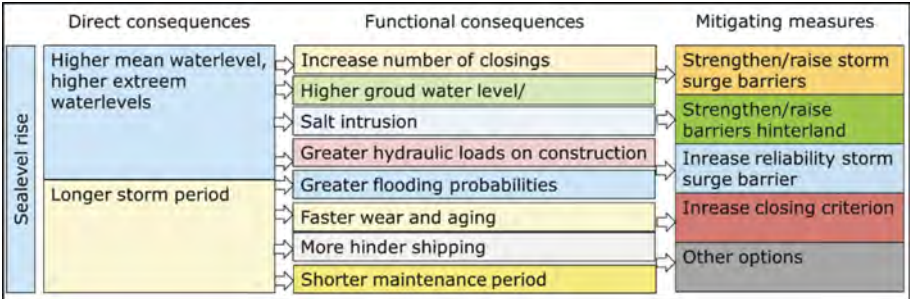 Direct consequences
Functional consequences
Mitigating measures
Sealevel rise
Higher mean waterlevel,
higher extreem
waterlevels
Longer storm period
Increase number of closings
Higher groud water level/
Salt intrusion
Greater hydraulic loads on construction
Greater flooding probabilities
Faster wear and aging
More hinder shipping
Shorter maintenance period
Strengthen/raise storm
surge barriers
Strengthen/raise
barriers hinterland
Inrease reliability storm
surge barrier
Inrease closing criterion
Other options